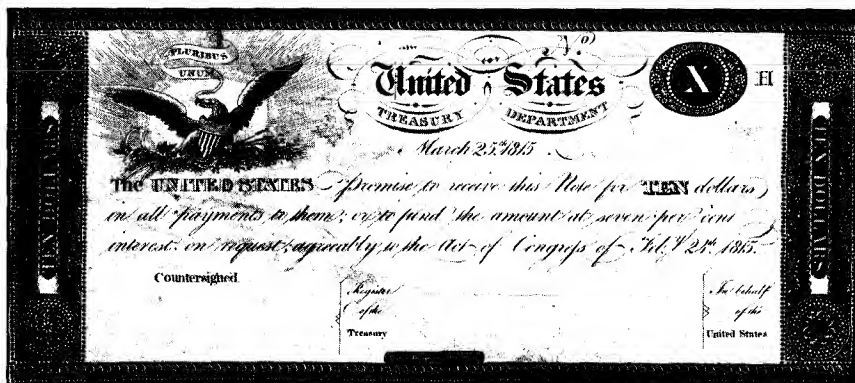 PLURIBUS
UNUM
No
United States
TREASURY DEPARTMENT
X
H
March 25th 1815
The UNITED STATES Promise to receive this Note for TEN dollars
in all payments to them; or to fund the amount at seven per cent
interest, on request, agreeably to the Act of Congress of Feb.y 24th 1815.
Countersigned
Register
of the
Treasury
In behalf
of the
United States
TEN DOLLARS
TEN DOLLARS